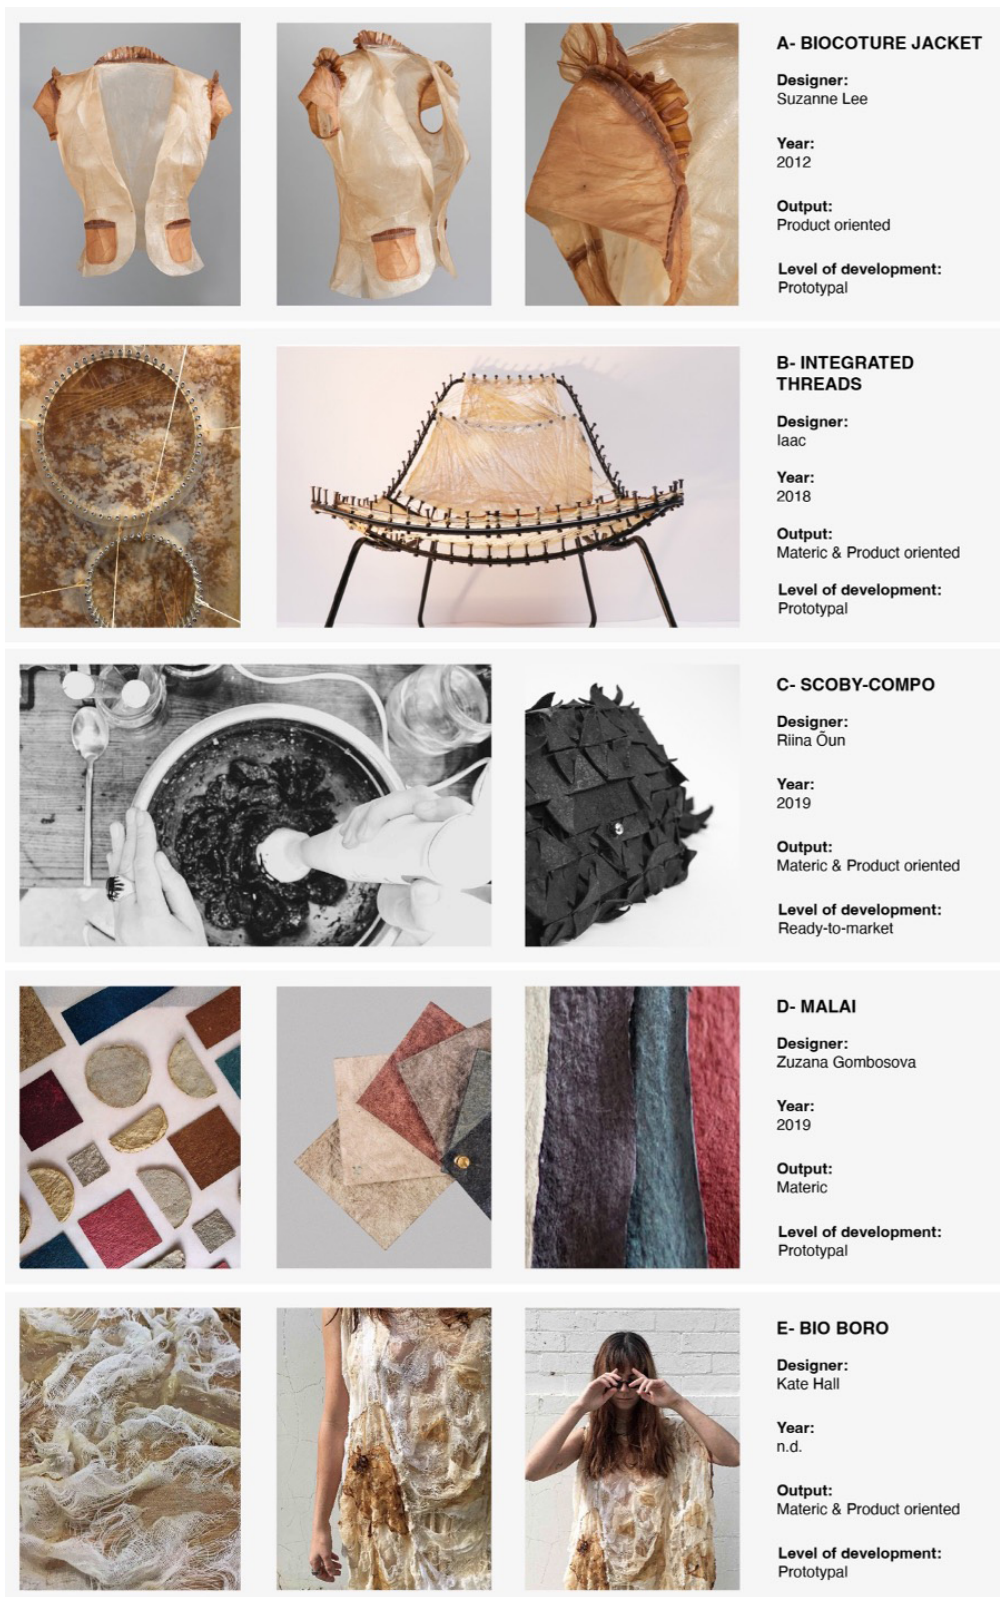 A- BIOCOTURE JACKET
Designer:
Suzanne Lee
Year:
2012
Output:
Product oriented
Level of development:
Prototypal
B- INTEGRATED
THREADS
Designer:
Iaac
Year:
2018
Output:
Materic & Product oriented
Level of development:
Prototypal
C- SCOBY-COMPO
Designer:
Riina Õun
Year:
2019
Output:
Materic & Product oriented
Level of development:
Ready-to-market
D- MALAI
Designer:
Zuzana Gombosova
Year:
2019
Output:
Materic
Level of development:
Prototypal
E- BIO BORO
Designer:
Kate Hall
Year:
n.d.
Output:
Materic & Product oriented
Level of development:
Prototypal